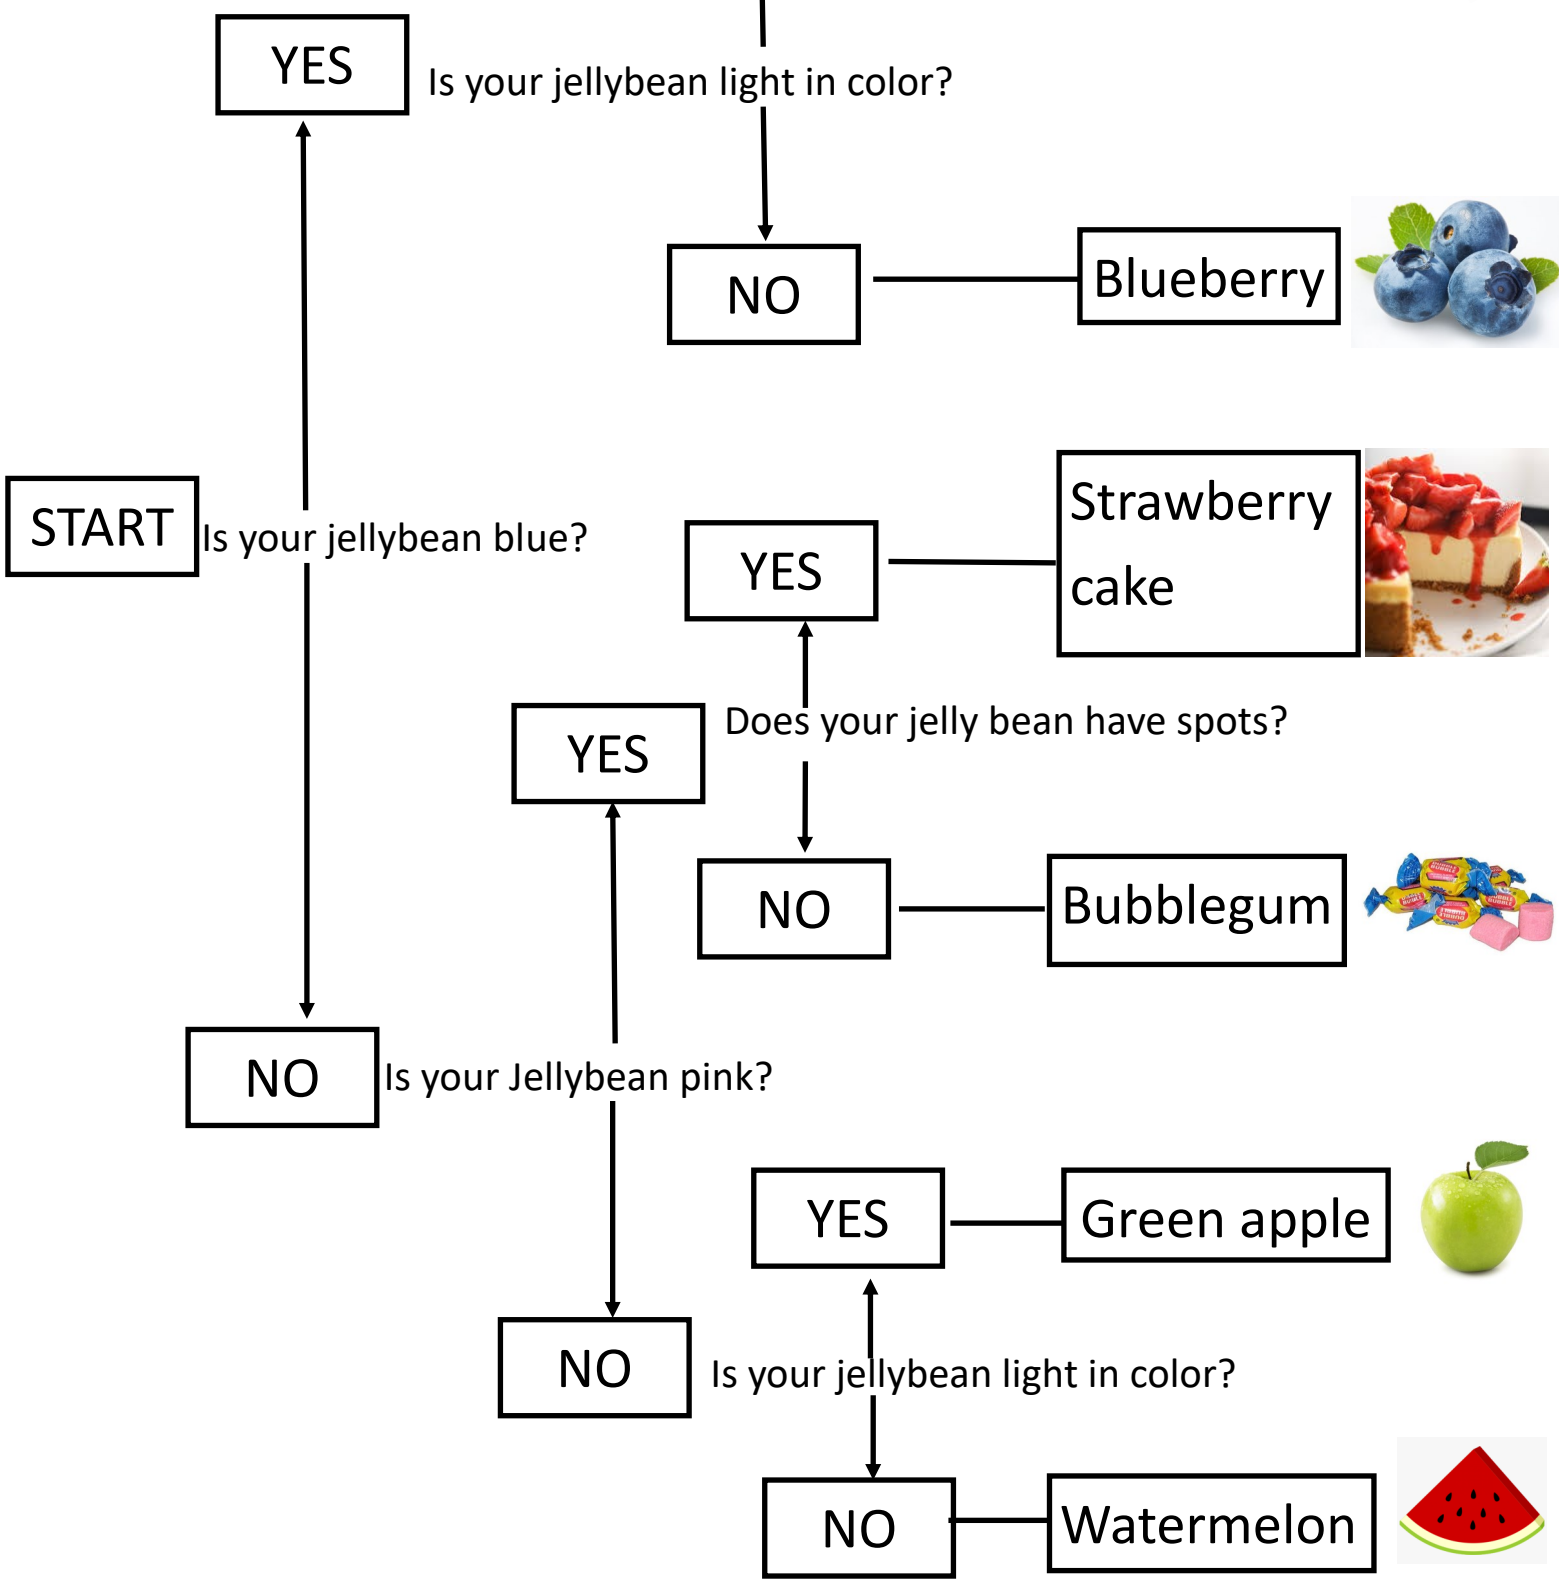 YES
Is your jellybean light in color?
NO
Blueberry
START
Is your jellybean blue?
YES
Strawberry
cake
YES
Does your jelly bean have spots?
NO
Bubblegum
NO
Is your Jellybean pink?
YES
Green apple
NO
Is your jellybean light in color?
NO
Watermelon